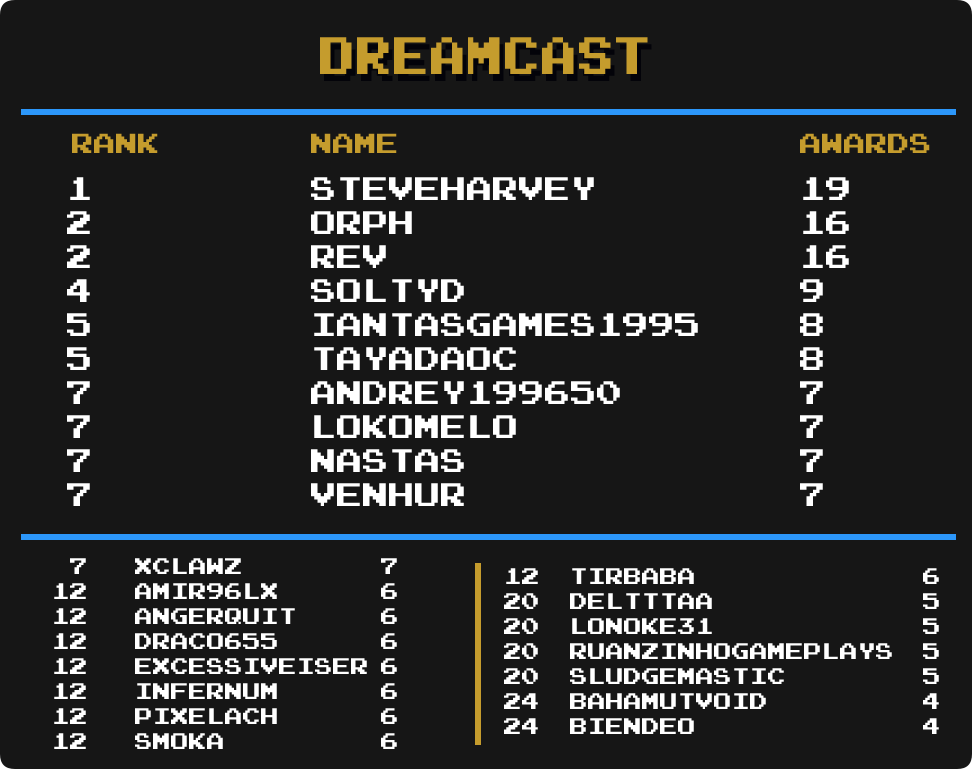 DREAMCAST
RANK NAME AWARDS
1 STEVEHARVEY 19
2 ORPH 16
2 REV 16
4 SOLTYD 9
5 IANTASGAMES1995 8
5 TAYADAOC 8
7 ANDREY199650 7
7 LOKOMELO 7
7 NASTAS 7
7 VENHUR 7
7 XCLAWZ 7
12 AMIR96LX 6
12 ANGERQUIT 6
12 DRACO655 6
12 EXCESSIVEISER 6
12 INFERNUM 6
12 PIXELACH 6
12 SMOKA 6
12 TIRBABA 6
20 DELTTTAA 5
20 LONOKE31 5
20 RUANZINHOGAMEPLAYS 5
20 SLUDGEMASTIC 5
24 BAHAMUTVOID 4
24 BIENDEO 4